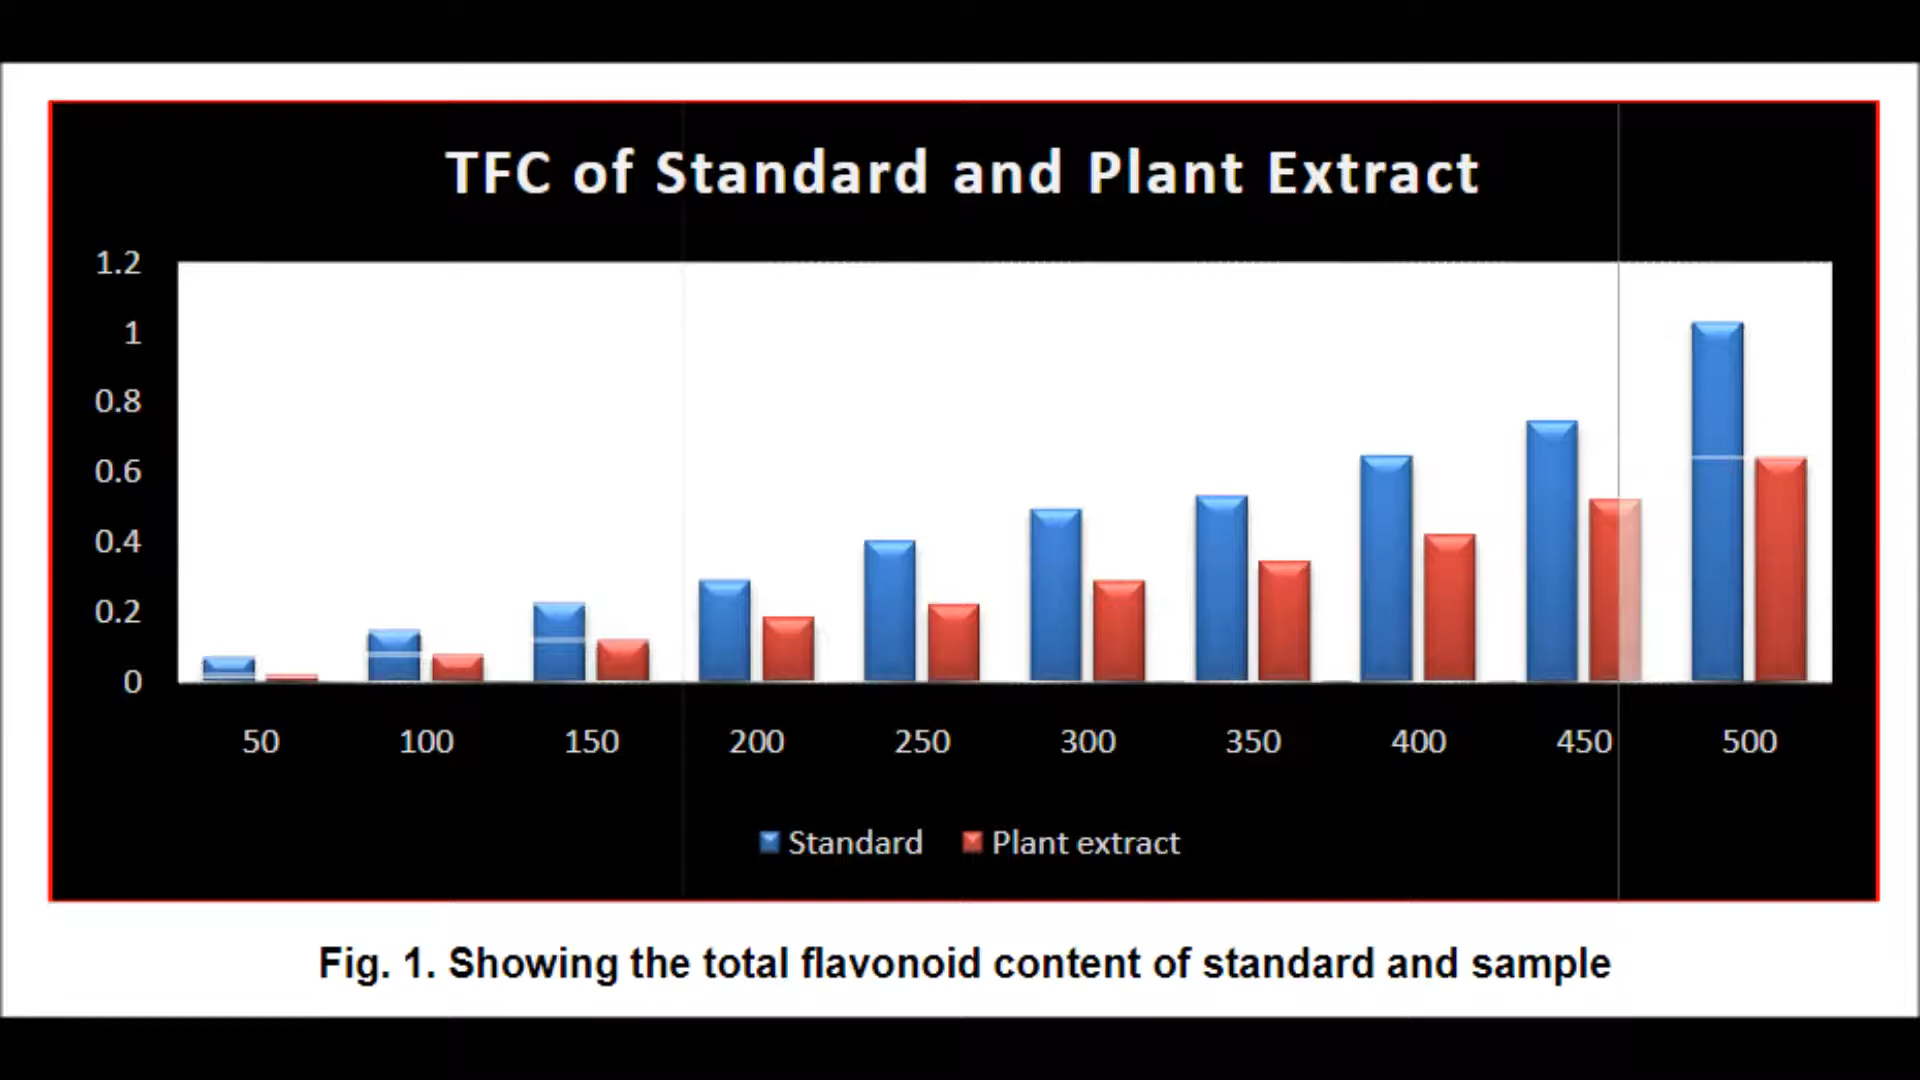 TFC of Standard and Plant Extract
1.2
1
0.8
0.6
0.4
0.2
0
50 100 150 200 250 300 350 400 450 500
Standard Plant extract
Fig. 1. Showing the total flavonoid content of standard and sample